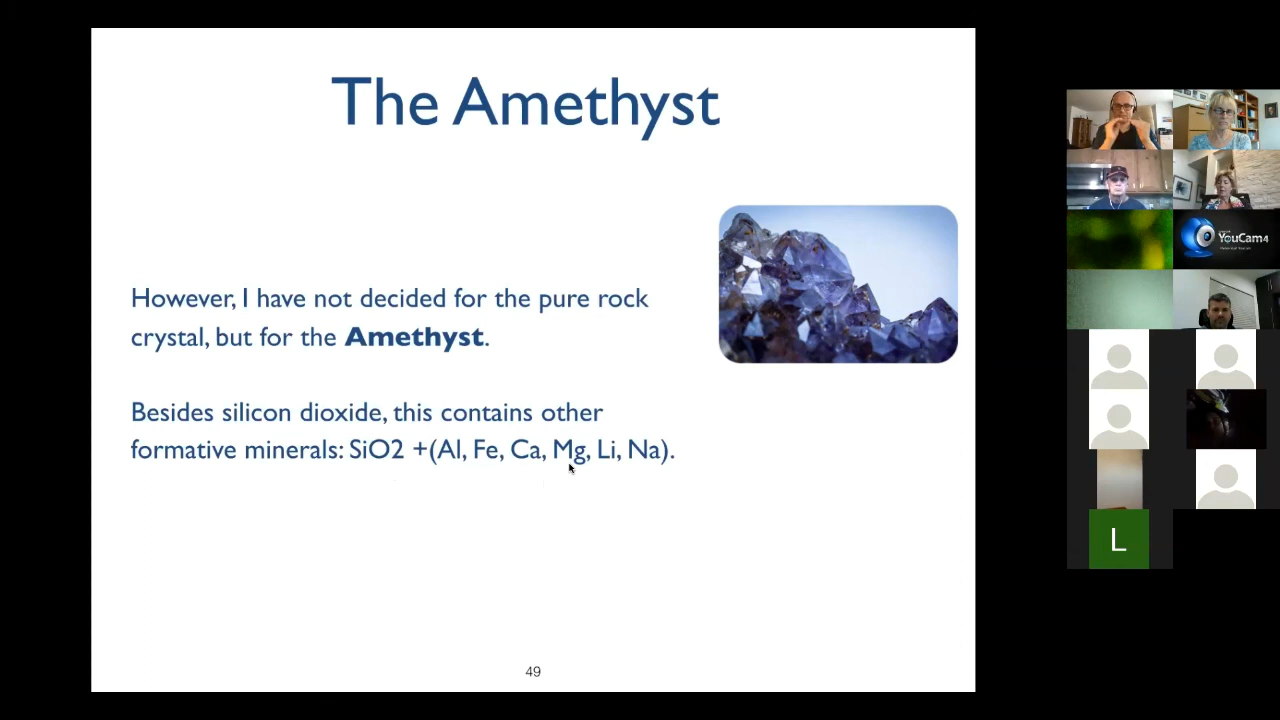 The Amethyst
However, I have not decided for the pure rock
crystal, but for the Amethyst.
Besides silicon dioxide, this contains other
formative minerals: SiO2 +(Al, Fe, Ca, Mg, Li, Na).
49
YouCam4
L